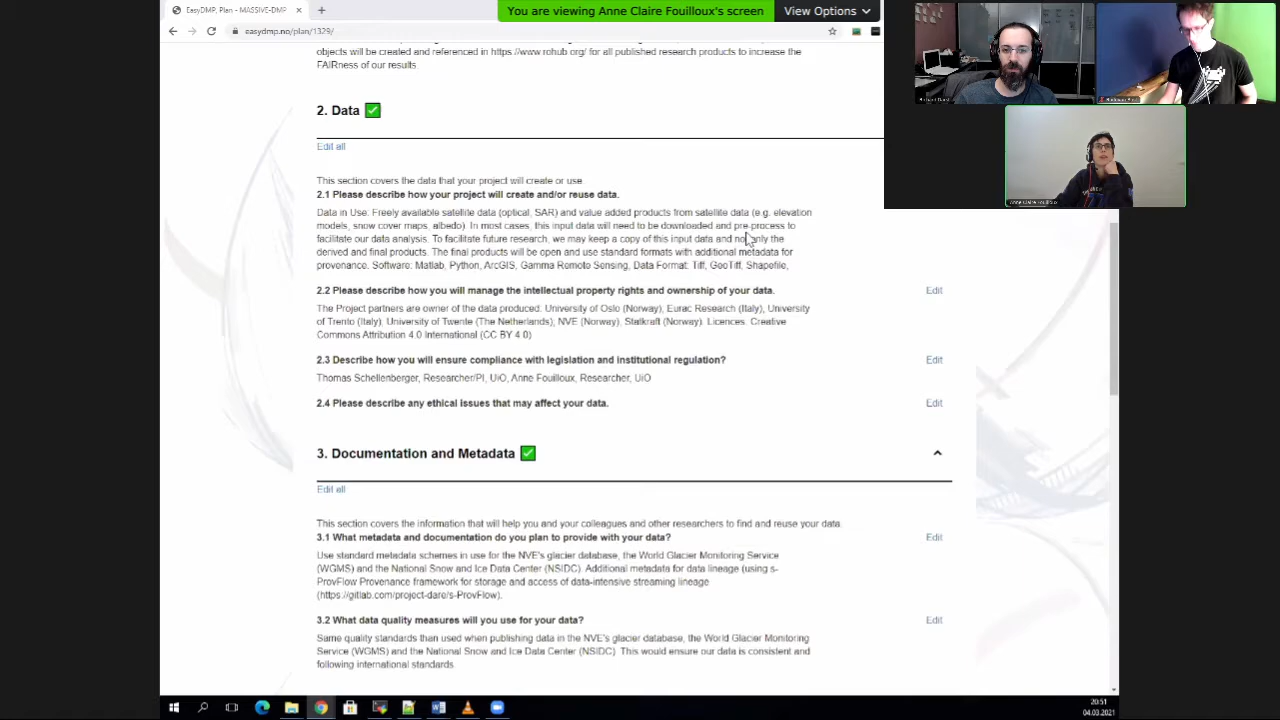 EasyDMP, Plan - MASSIVE-DMP
You are viewing Anne Claire Fouilloux's screen
View Options
easydmp.no/plan/1329/
objects will be created and referenced in https://www.rohub.org/ for all published research products to increase the
FAIRness of our results.
2. Data
Edit all
This section covers the data that your project will create or use.
2.1 Please describe how your project will create and/or reuse data.
Data in Use: Freely available satellite data (optical, SAR) and value added products from satellite data (e.g. elevation
models, snow cover maps, albedo). In most cases, this input data will need to be downloaded and pre-process to
facilitate our data analysis. To facilitate future research, we may keep a copy of this input data and not only the
derived and final products. The final products will be open and use standard formats with additional metadata for
provenance. Software: Matlab, Python, ArcGIS, Gamma Remote Sensing, Data Format: Tiff, GeoTiff, Shapefile,
2.2 Please describe how you will manage the intellectual property rights and ownership of your data.
Edit
The Project partners are owner of the data produced: University of Oslo (Norway), Eurac Research (Italy), University
of Trento (Italy), University of Twente (The Netherlands), NVE (Norway), Statkraft (Norway). Licences: Creative
Commons Attribution 4.0 International (CC BY 4.0)
2.3 Describe how you will ensure compliance with legislation and institutional regulation?
Edit
Thomas Schellenberger, Researcher/PI, UiO, Anne Fouilloux, Researcher, UiO
2.4 Please describe any ethical issues that may affect your data.
Edit
3. Documentation and Metadata
Edit all
This section covers the information that will help you and your colleagues and other researchers to find and reuse your data.
3.1 What metadata and documentation do you plan to provide with your data?
Edit
Use standard metadata schemes in use for the NVE's glacier database, the World Glacier Monitoring Service
(WGMS) and the National Snow and Ice Data Center (NSIDC). Additional metadata for data lineage (using s-
ProvFlow Provenance framework for storage and access of data-intensive streaming lineage
(https://gitlab.com/project-dare/s-ProvFlow).
3.2 What data quality measures will you use for your data?
Edit
Same quality standards than used when publishing data in the NVE's glacier database, the World Glacier Monitoring
Service (WGMS) and the National Snow and Ice Data Center (NSIDC). This would ensure our data is consistent and
following international standards.
Richard Darst
Anne Claire Fouilloux
20:51
04.03.2021